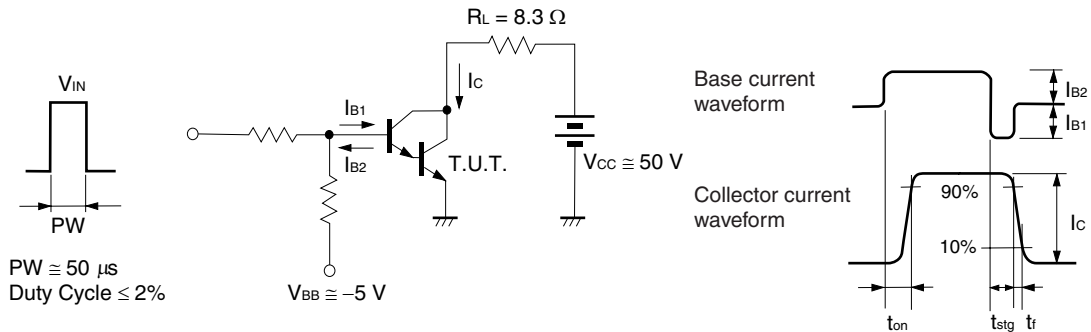 RL = 8.3 Ω
VIN
IC
IB1
IB2
T.U.T.
VCC ≅ 50 V
PW
PW ≅ 50 μs
Duty Cycle ≤ 2%
VBB ≅ −5 V
Base current
waveform
IB2
IB1
Collector current
waveform
90%
10%
IC
ton
tstg
tf